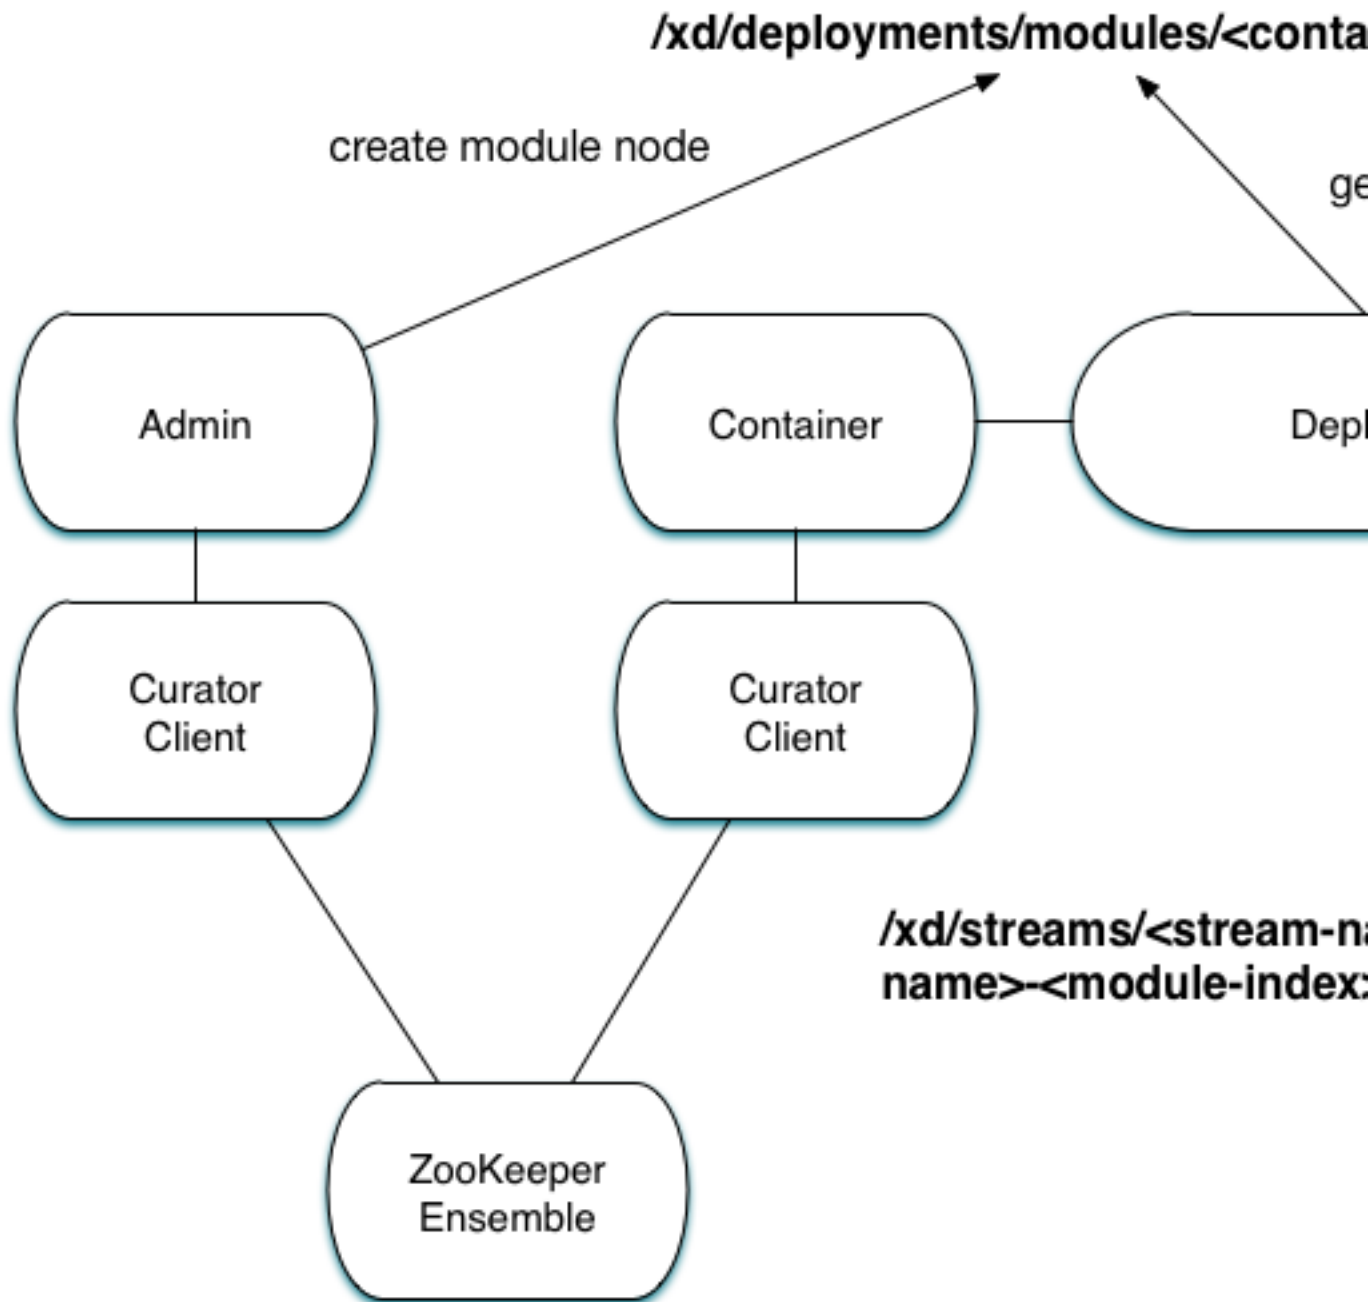 /xd/deployments/modules/<conta
create module node
ge
Admin
Container
Depl
Curator
Client
Curator
Client
/xd/streams/<stream-na
name>-<module-index>
ZooKeeper
Ensemble